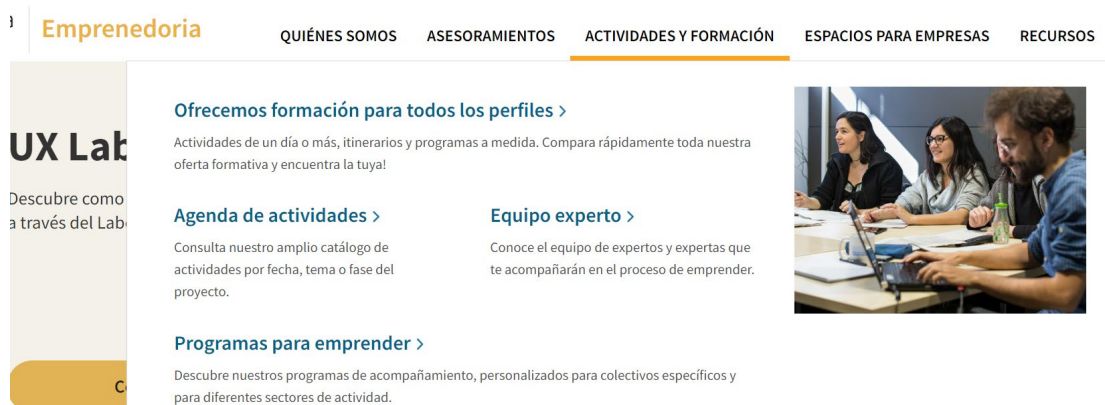 Emprenedoria
QUIÉNES SOMOS ASESORAMIENTOS ACTIVIDADES Y FORMACIÓN ESPACIOS PARA EMPRESAS RECURSOS
UX Lab
Descubre como
a través del Lab
Ofrecemos formación para todos los perfiles >
Actividades de un día o más, itinerarios y programas a medida. Compara rápidamente toda nuestra
oferta formativa y encuentra la tuya!
Agenda de actividades >
Consulta nuestro amplio catálogo de
actividades por fecha, tema o fase del
proyecto.
Equipo experto >
Conoce el equipo de expertos y expertas que
te acompañarán en el proceso de emprender.
Programas para emprender >
Descubre nuestros programas de acompañamiento, personalizados para colectivos específicos y
para diferentes sectores de actividad.